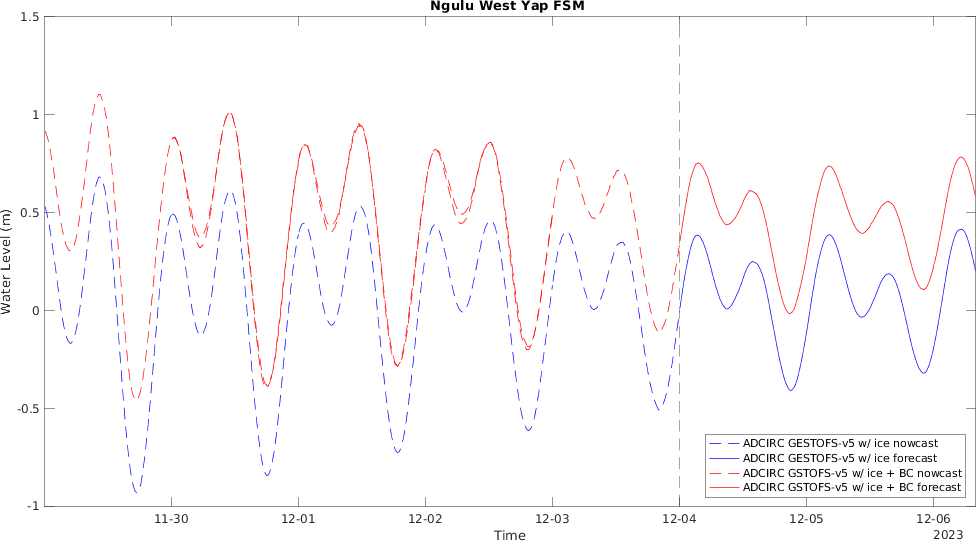 Ngulu West Yap FSM
1.5
1
0.5
0
-0.5
-1
Water Level (m)
11-30
12-01
12-02
12-03
12-04
12-05
12-06
Time
2023
ADCIRC GESTOFS-v5 w/ ice nowcast
ADCIRC GESTOFS-v5 w/ ice forecast
ADCIRC GSTOFS-v5 w/ ice + BC nowcast
ADCIRC GSTOFS-v5 w/ ice + BC forecast